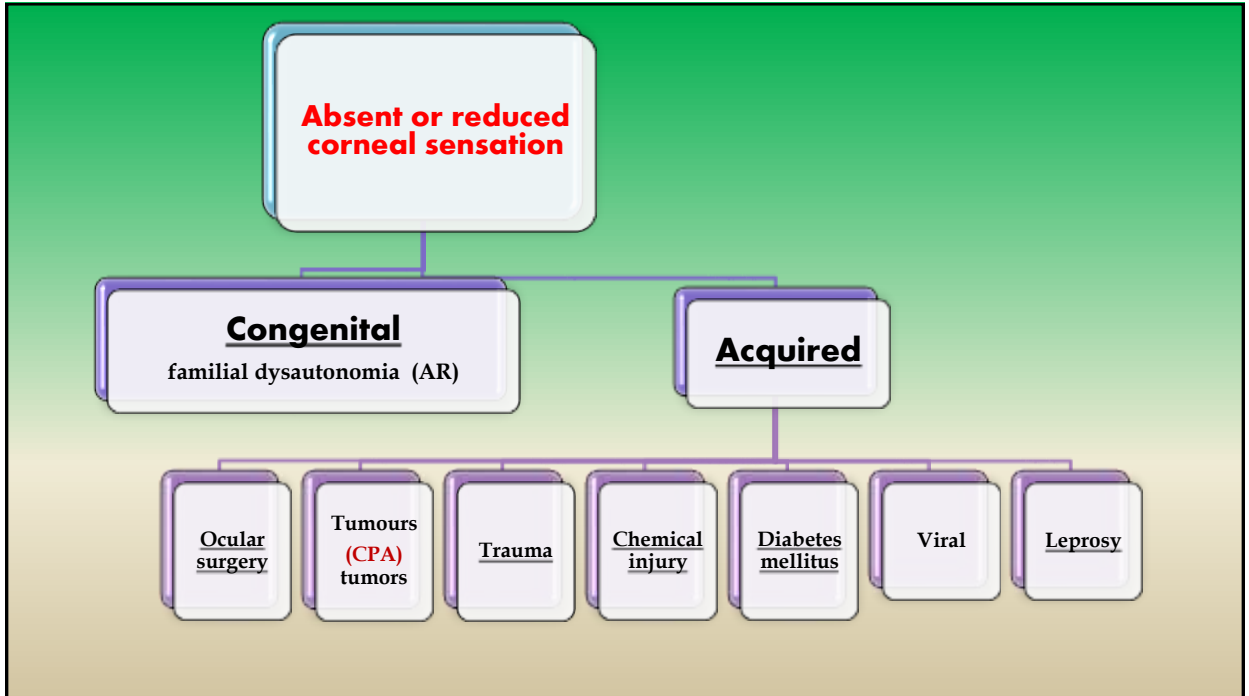 Absent or reduced
corneal sensation
Congenital
familial dysautonomia (AR)
Acquired
Ocular
surgery
Tumours
(CPA)
tumors
Trauma
Chemical
injury
Diabetes
mellitus
Viral
Leprosy